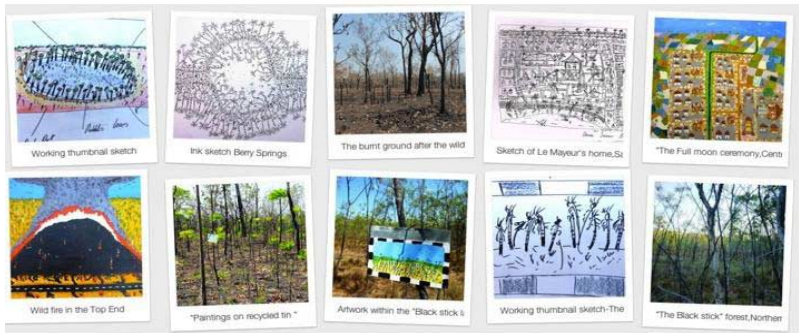 Working thumbnail sketch
Ink sketch Berry Springs
The burnt ground after the wild
Sketch of Le Mayeur's home,Sa
"The Full moon ceremony,Centr
Wild fire in the Top End
"Paintings on recycled tin "
Artwork within the "Black stick
Working thumbnail sketch-The
"The Black stick" forest,Northern